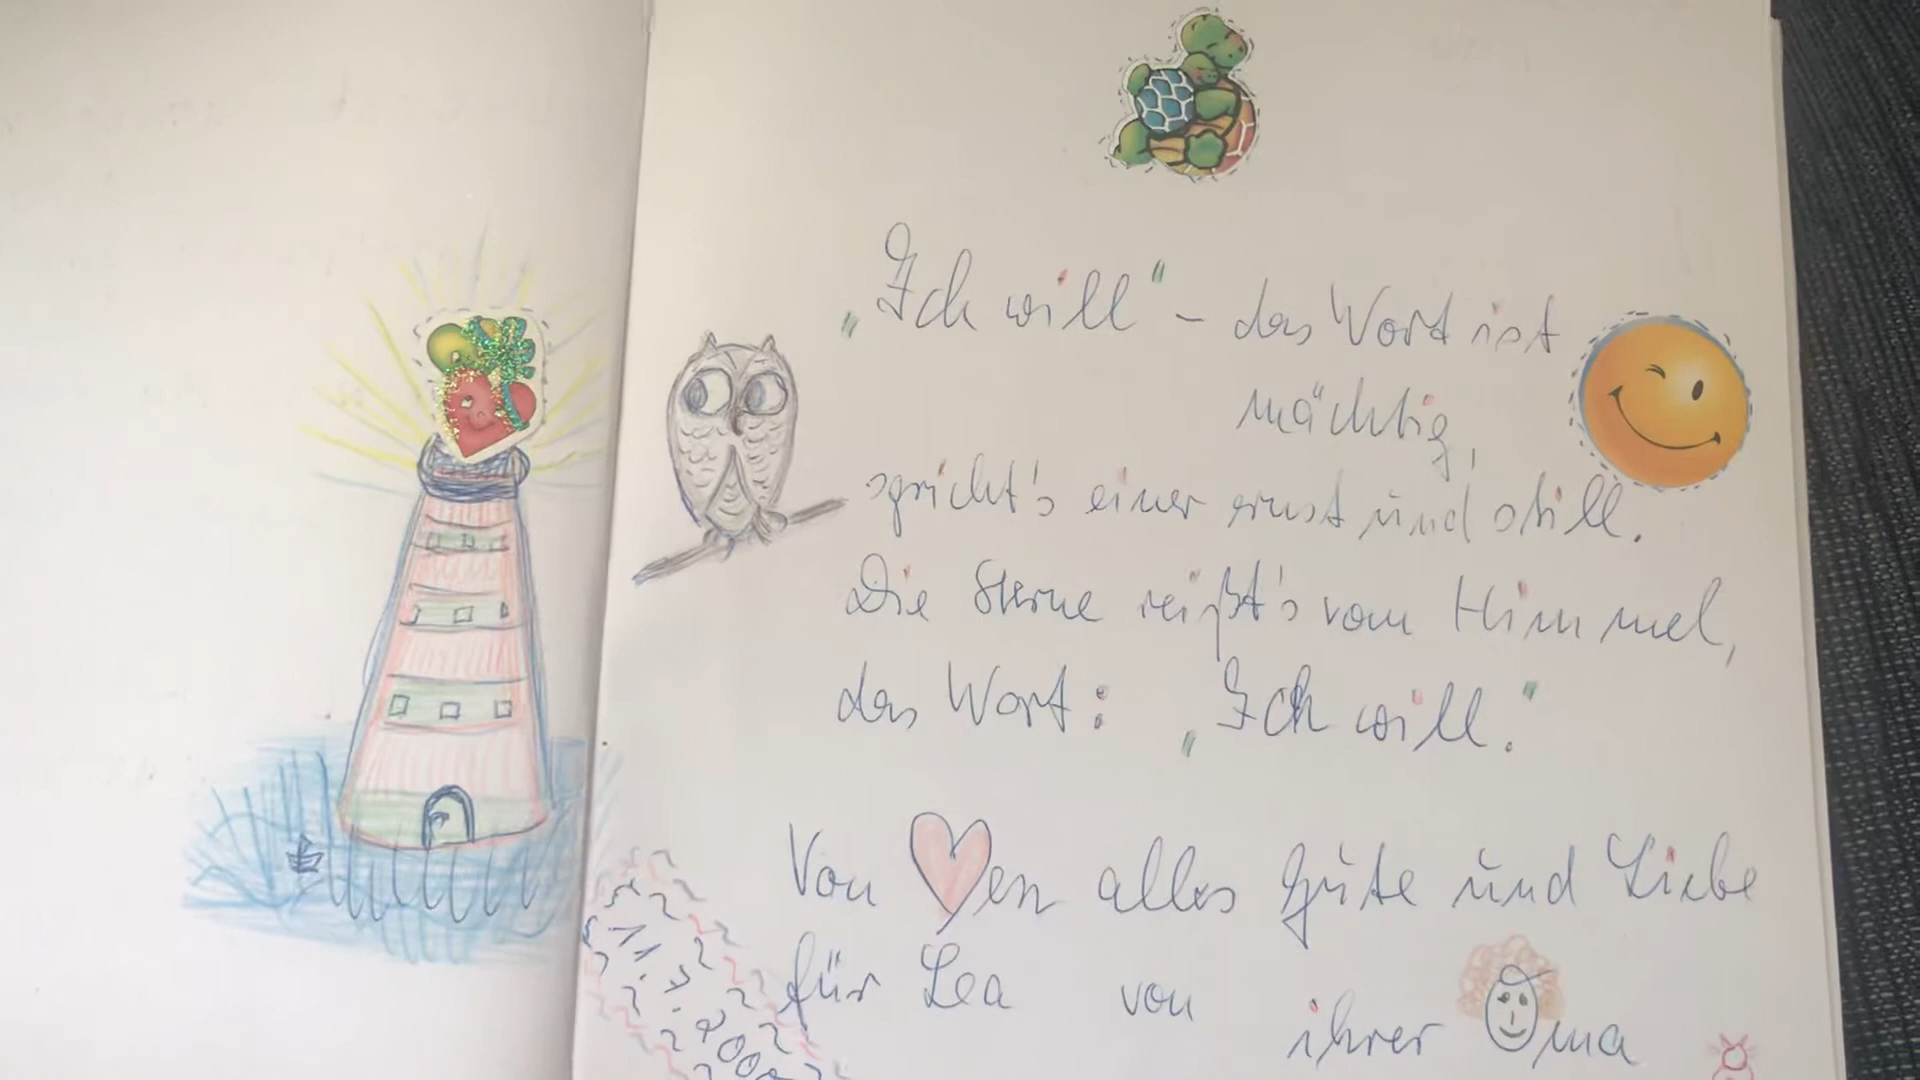 „Ich will" – das Wort ist
mächtig,
spricht's einer ernst und still.
Die Sterne reißt's vom Himmel,
das Wort: „Ich will."
Von ♥en alles Gute und Liebe
für Lea von
ihrer Oma